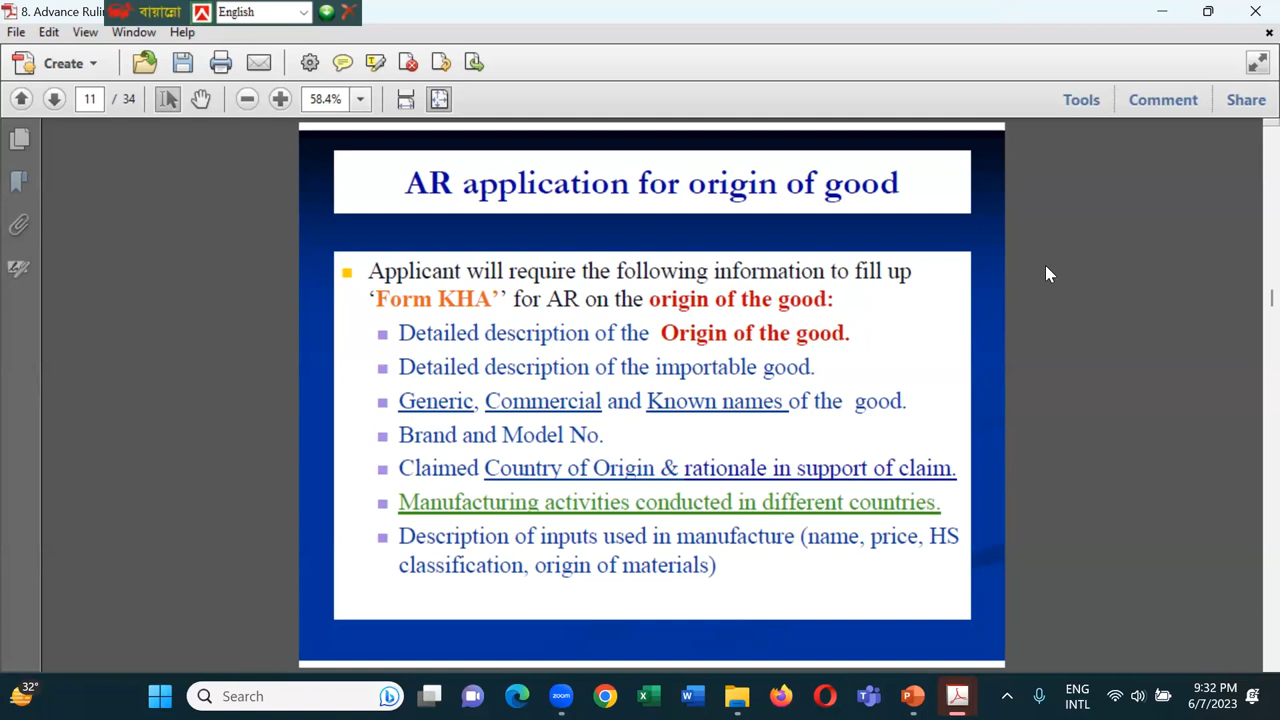 8. Advance Rulin
বায়ান্নো
English
File Edit View Window Help
Create
11 / 34
58.4%
Tools Comment Share
AR application for origin of good
Applicant will require the following information to fill up
‘Form KHA’’ for AR on the origin of the good:
Detailed description of the Origin of the good.
Detailed description of the importable good.
Generic, Commercial and Known names of the good.
Brand and Model No.
Claimed Country of Origin & rationale in support of claim.
Manufacturing activities conducted in different countries.
Description of inputs used in manufacture (name, price, HS
classification, origin of materials)
32°
Search
zoom
ENG
INTL
9:32 PM
6/7/2023